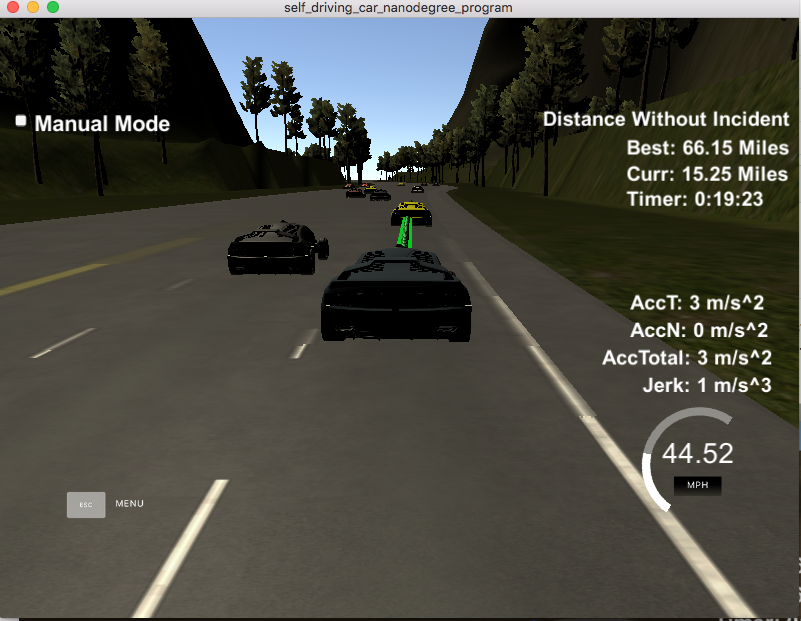 self_driving_car_nanodegree_program
Manual Mode
Distance Without Incident
Best: 66.15 Miles
Curr: 15.25 Miles
Timer: 0:19:23
AccT: 3 m/s^2
AccN: 0 m/s^2
AccTotal: 3 m/s^2
Jerk: 1 m/s^3
44.52
MPH
ESC
MENU